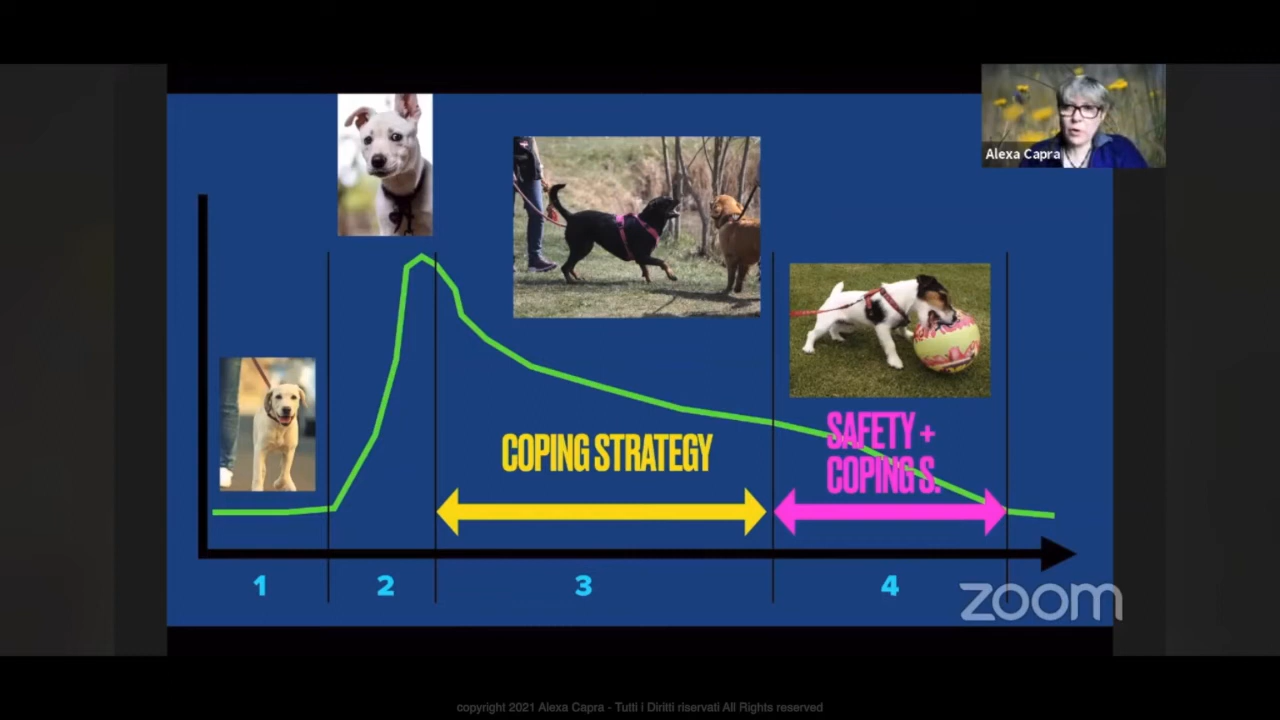 Alexa Capra
COPING STRATEGY
SAFETY +
COPING S.
1
2
3
4
zoom
copyright 2021 Alexa Capra - Tutti i Diritti riservati All Rights reserved